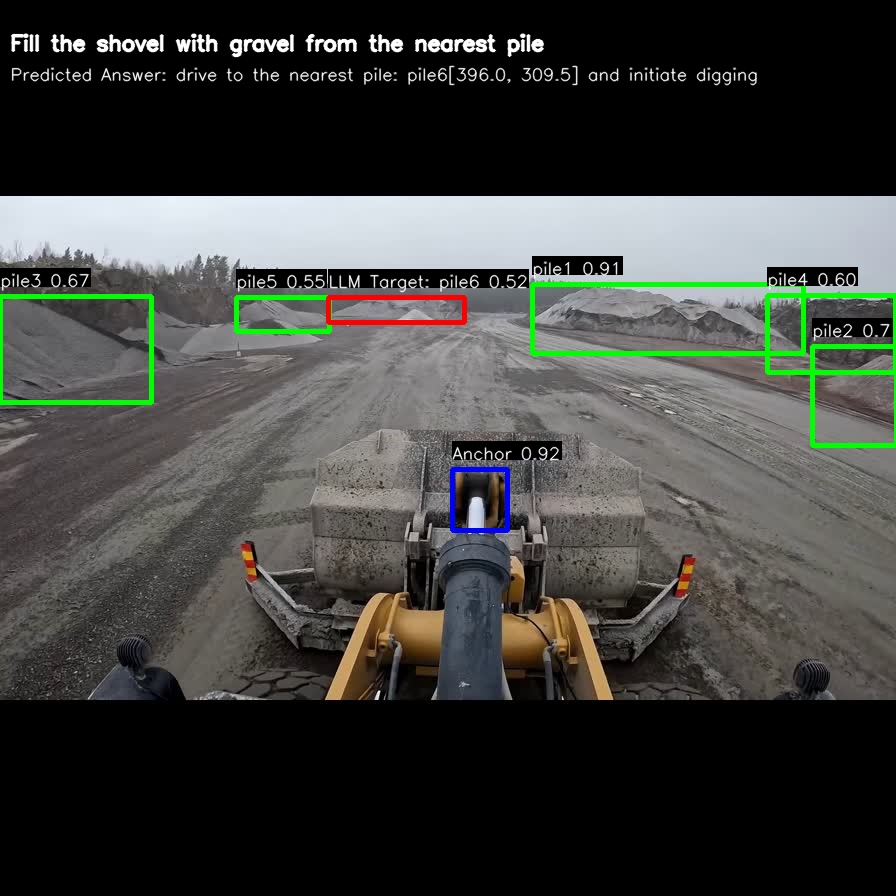 Fill the shovel with gravel from the nearest pile
Predicted Answer: drive to the nearest pile: pile6[396.0, 309.5] and initiate digging
pile1 0.91
pile3 0.67
pile5 0.55
LLM Target: pile6 0.52
pile4 0.60
pile2 0.7
Anchor 0.92